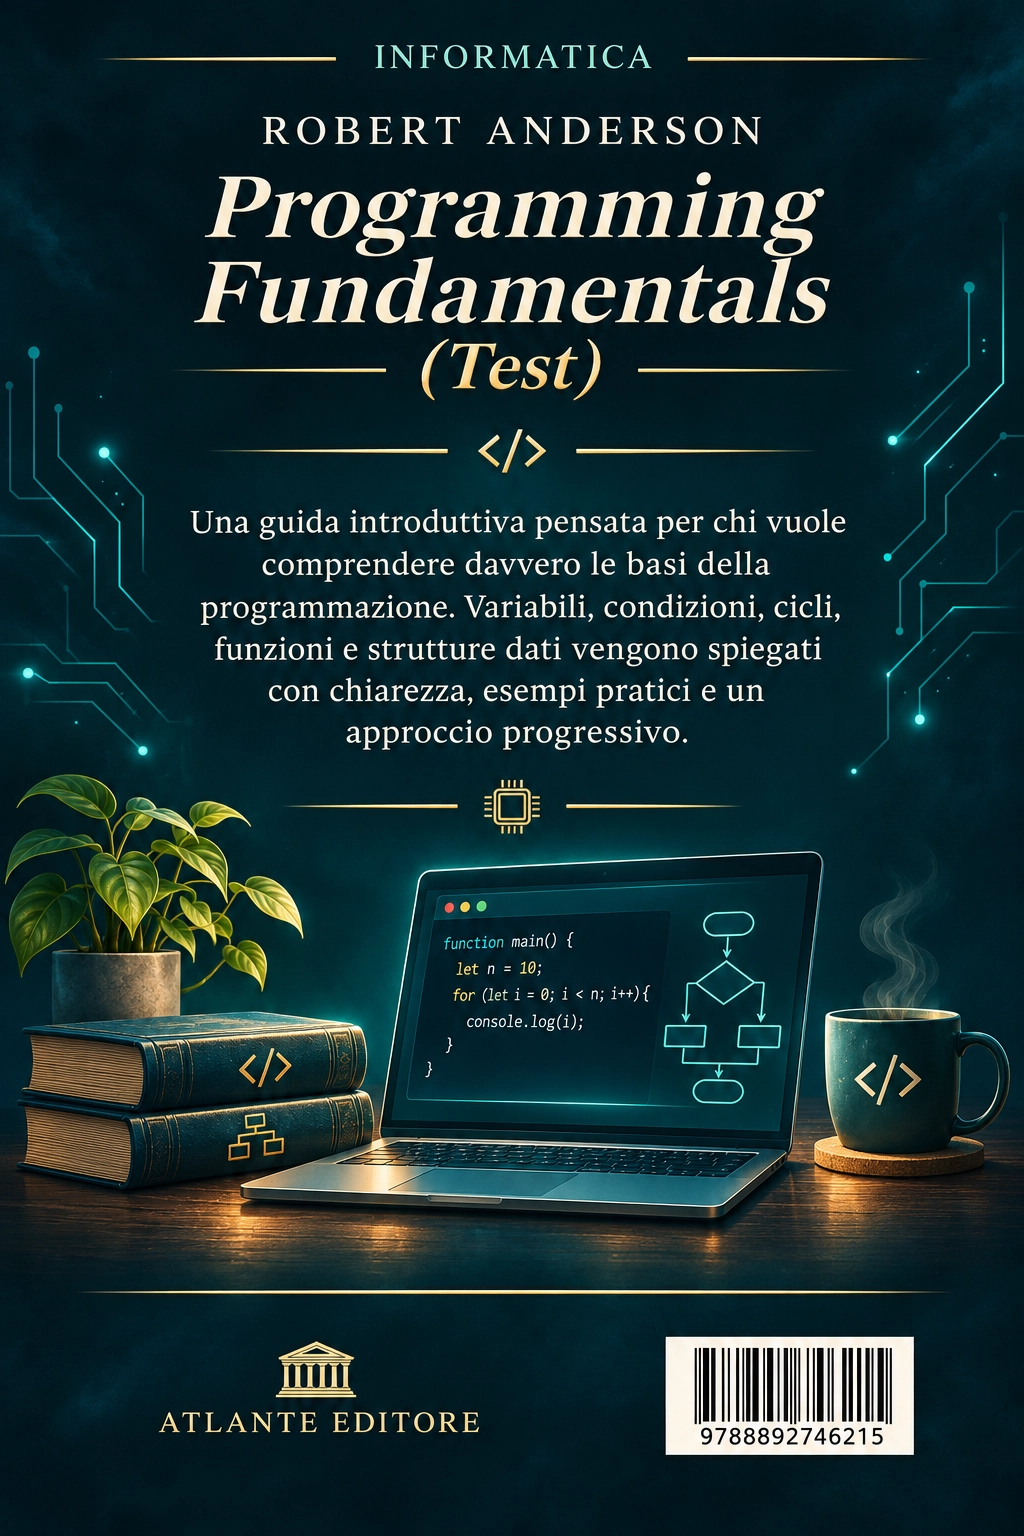 INFORMATICA
ROBERT ANDERSON
Programming
Fundamentals
(Test)
</>
Una guida introduttiva pensata per chi vuole
comprendere davvero le basi della
programmazione. Variabili, condizioni, cicli,
funzioni e strutture dati vengono spiegati
con chiarezza, esempi pratici e un
approccio progressivo.
function main() {
let n = 10;
for (let i = 0; i < n; i++){
console.log(i);
}
}
</>
</>
ATLANTE EDITORE
9788892746215